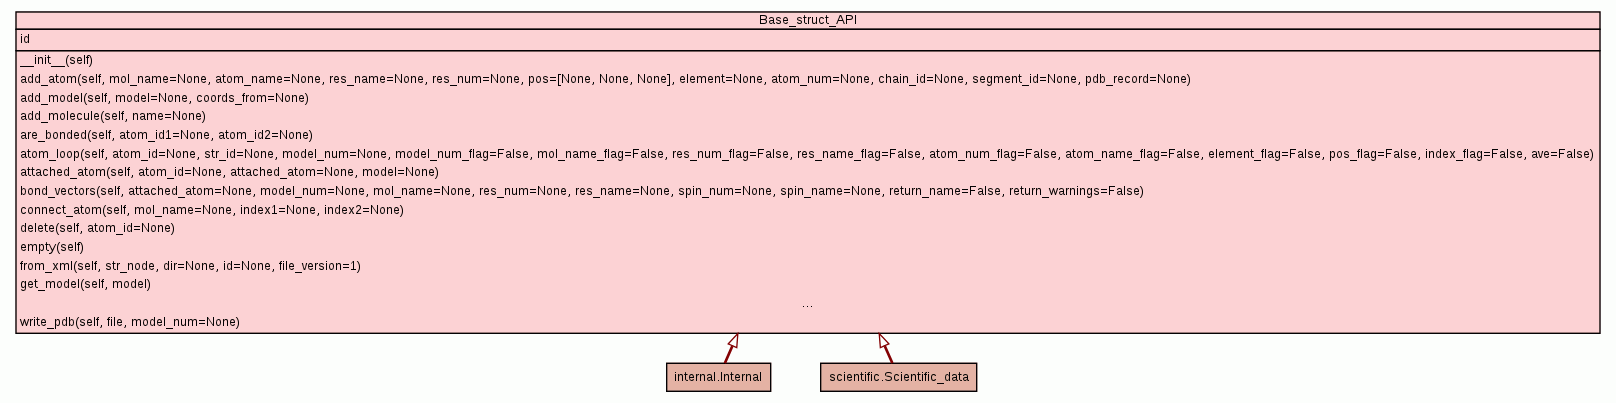 Base_struct_API
id
__init__(self)
add_atom(self, mol_name=None, atom_name=None, res_name=None, res_num=None, pos=[None, None, None], element=None, atom_num=None, chain_id=None, segment_id=None, pdb_record=None)
add_model(self, model=None, coords_from=None)
add_molecule(self, name=None)
are_bonded(self, atom_id1=None, atom_id2=None)
atom_loop(self, atom_id=None, str_id=None, model_num=None, model_num_flag=False, mol_name_flag=False, res_num_flag=False, res_name_flag=False, atom_num_flag=False, atom_name_flag=False, element_flag=False, pos_flag=False, index_flag=False, ave=False)
attached_atom(self, atom_id=None, attached_atom=None, model=None)
bond_vectors(self, attached_atom=None, model_num=None, mol_name=None, res_num=None, res_name=None, spin_num=None, spin_name=None, return_name=False, return_warnings=False)
connect_atom(self, mol_name=None, index1=None, index2=None)
delete(self, atom_id=None)
empty(self)
from_xml(self, str_node, dir=None, id=None, file_version=1)
get_model(self, model)
...
write_pdb(self, file, model_num=None)
internal.Internal
scientific.Scientific_data